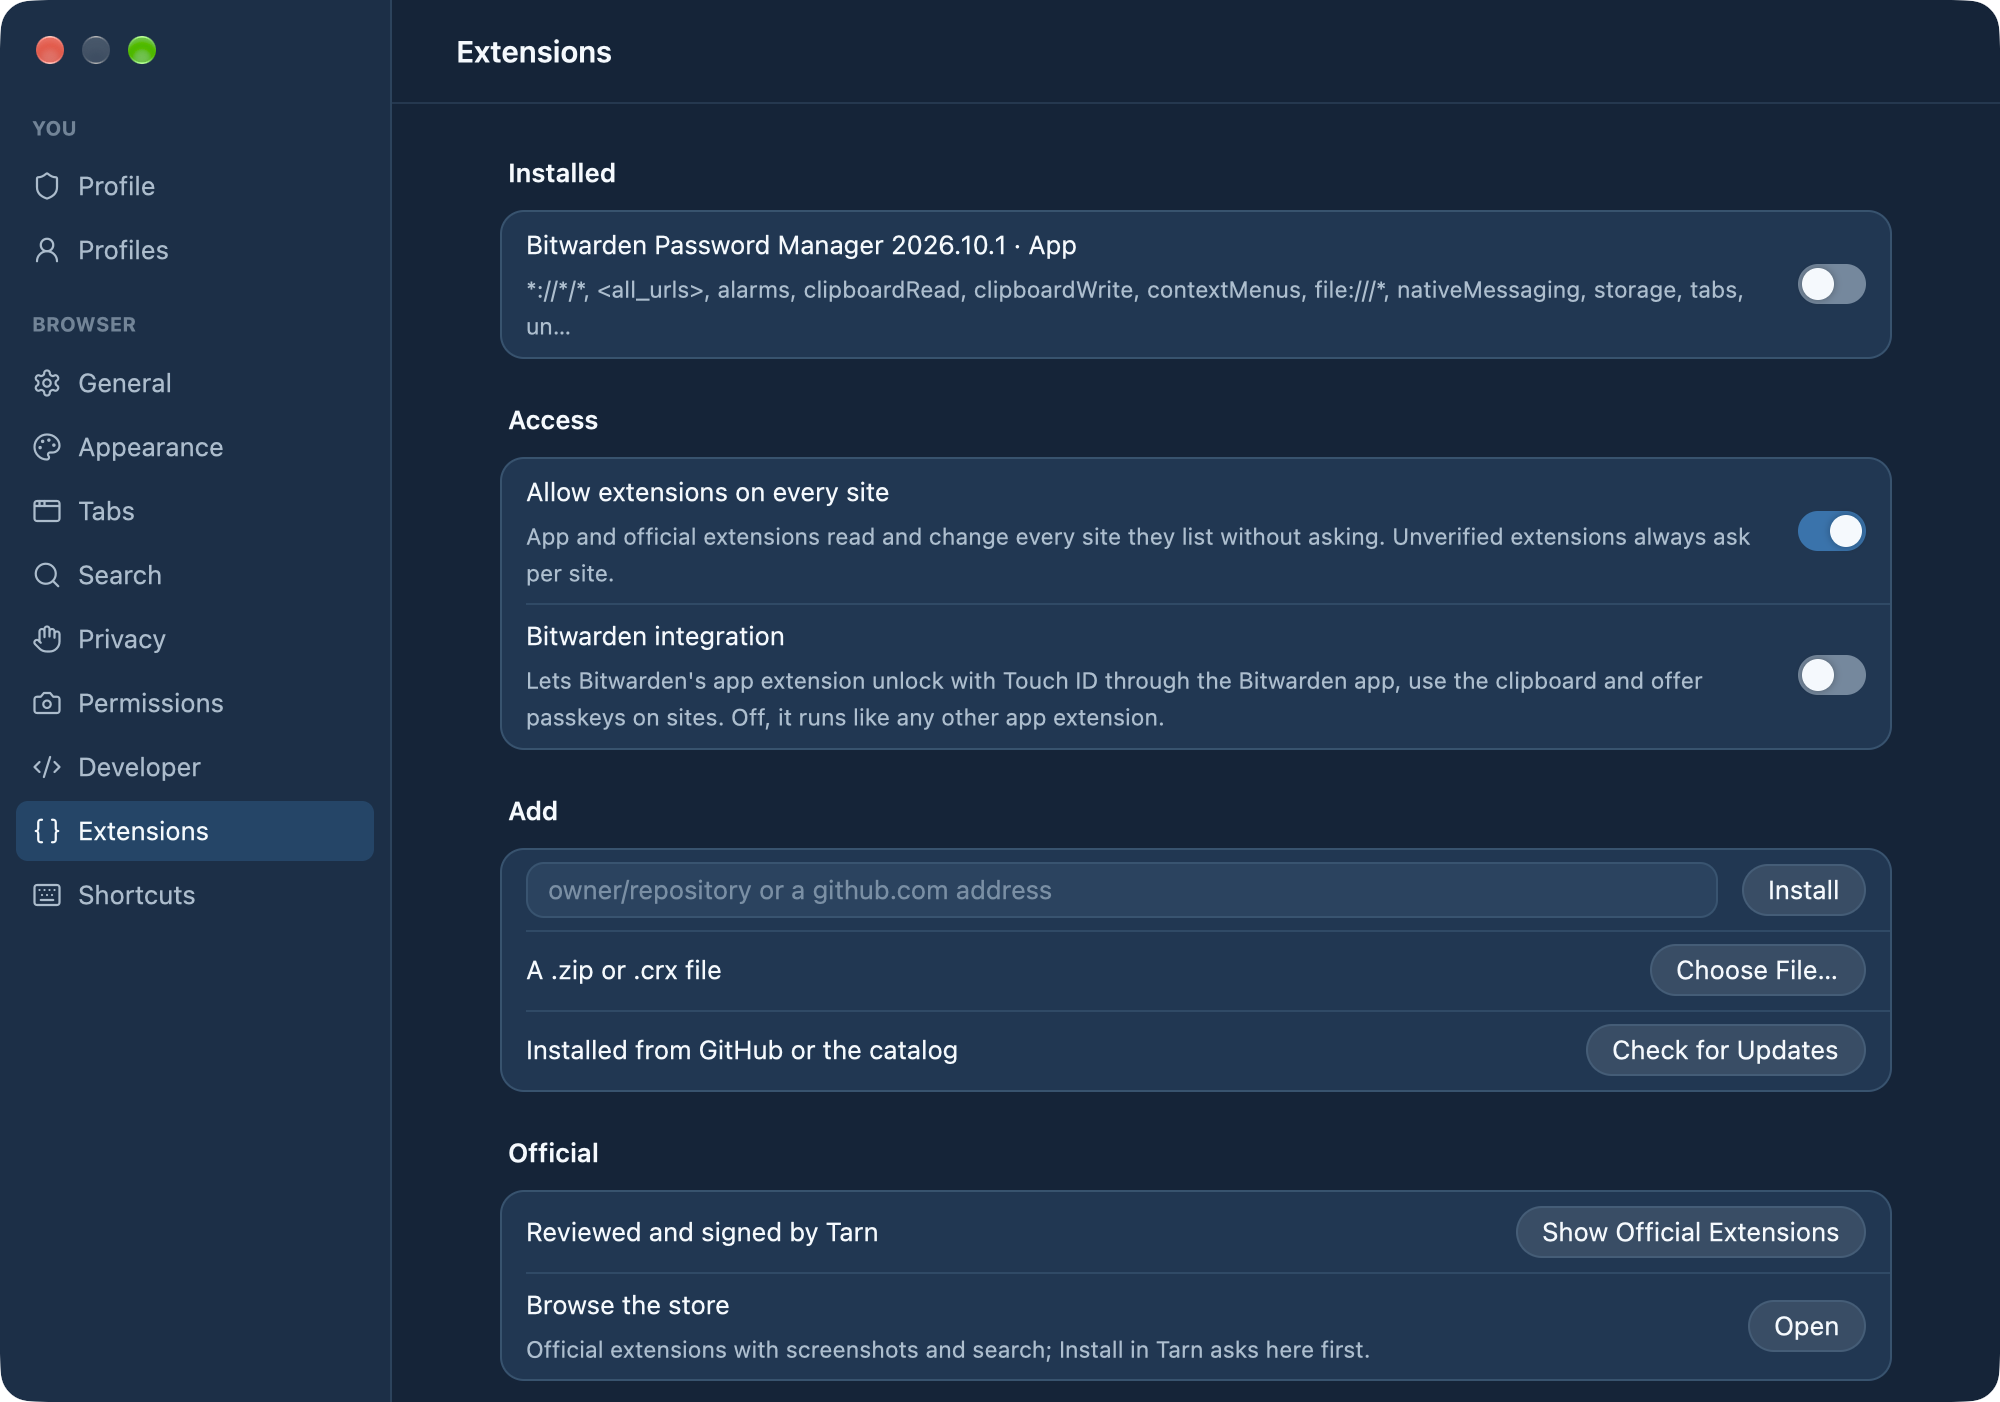 Extensions
YOU
Profile
Profiles
BROWSER
General
Appearance
Tabs
Search
Privacy
Permissions
Developer
Extensions
Shortcuts
Installed
Bitwarden Password Manager 2026.10.1 · App
*://*/*, <all_urls>, alarms, clipboardRead, clipboardWrite, contextMenus, file:///*, nativeMessaging, storage, tabs,
un...
Access
Allow extensions on every site
App and official extensions read and change every site they list without asking. Unverified extensions always ask
per site.
Bitwarden integration
Lets Bitwarden's app extension unlock with Touch ID through the Bitwarden app, use the clipboard and offer
passkeys on sites. Off, it runs like any other app extension.
Add
owner/repository or a github.com address
Install
A .zip or .crx file
Choose File...
Installed from GitHub or the catalog
Check for Updates
Official
Reviewed and signed by Tarn
Show Official Extensions
Browse the store
Official extensions with screenshots and search; Install in Tarn asks here first.
Open